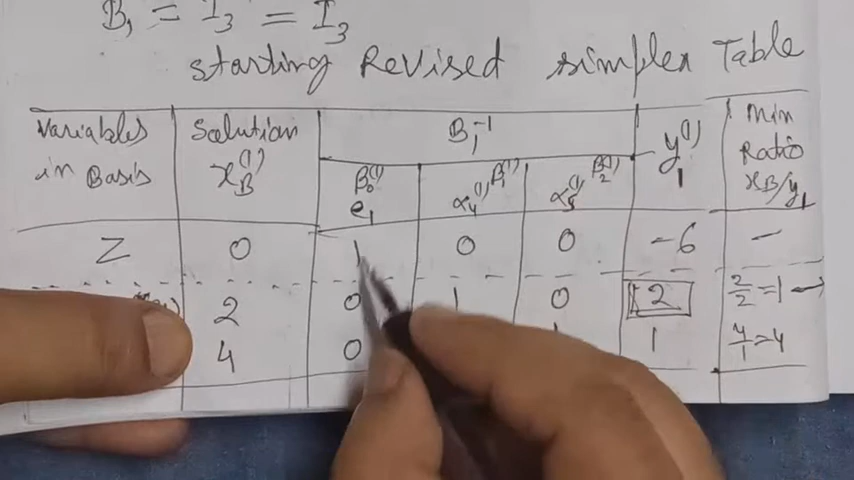 B₁ = I₃ = I₃
starting Revised simplex Table
Variables in Basis | Solution x_B^(1) | B₁⁻¹ | y₁^(1) | Min Ratio x_B/y₁
β₀^(1) e₁ | α₄^(1) β₁^(1) | α₅^(1) β₂^(1)
Z | 0 | 1 | 0 | 0 | -6 | —
2 | 0 | 1 | 0 | 2 | 2/2 = 1 →
4 | 0 | 1 | 4/1 = 4